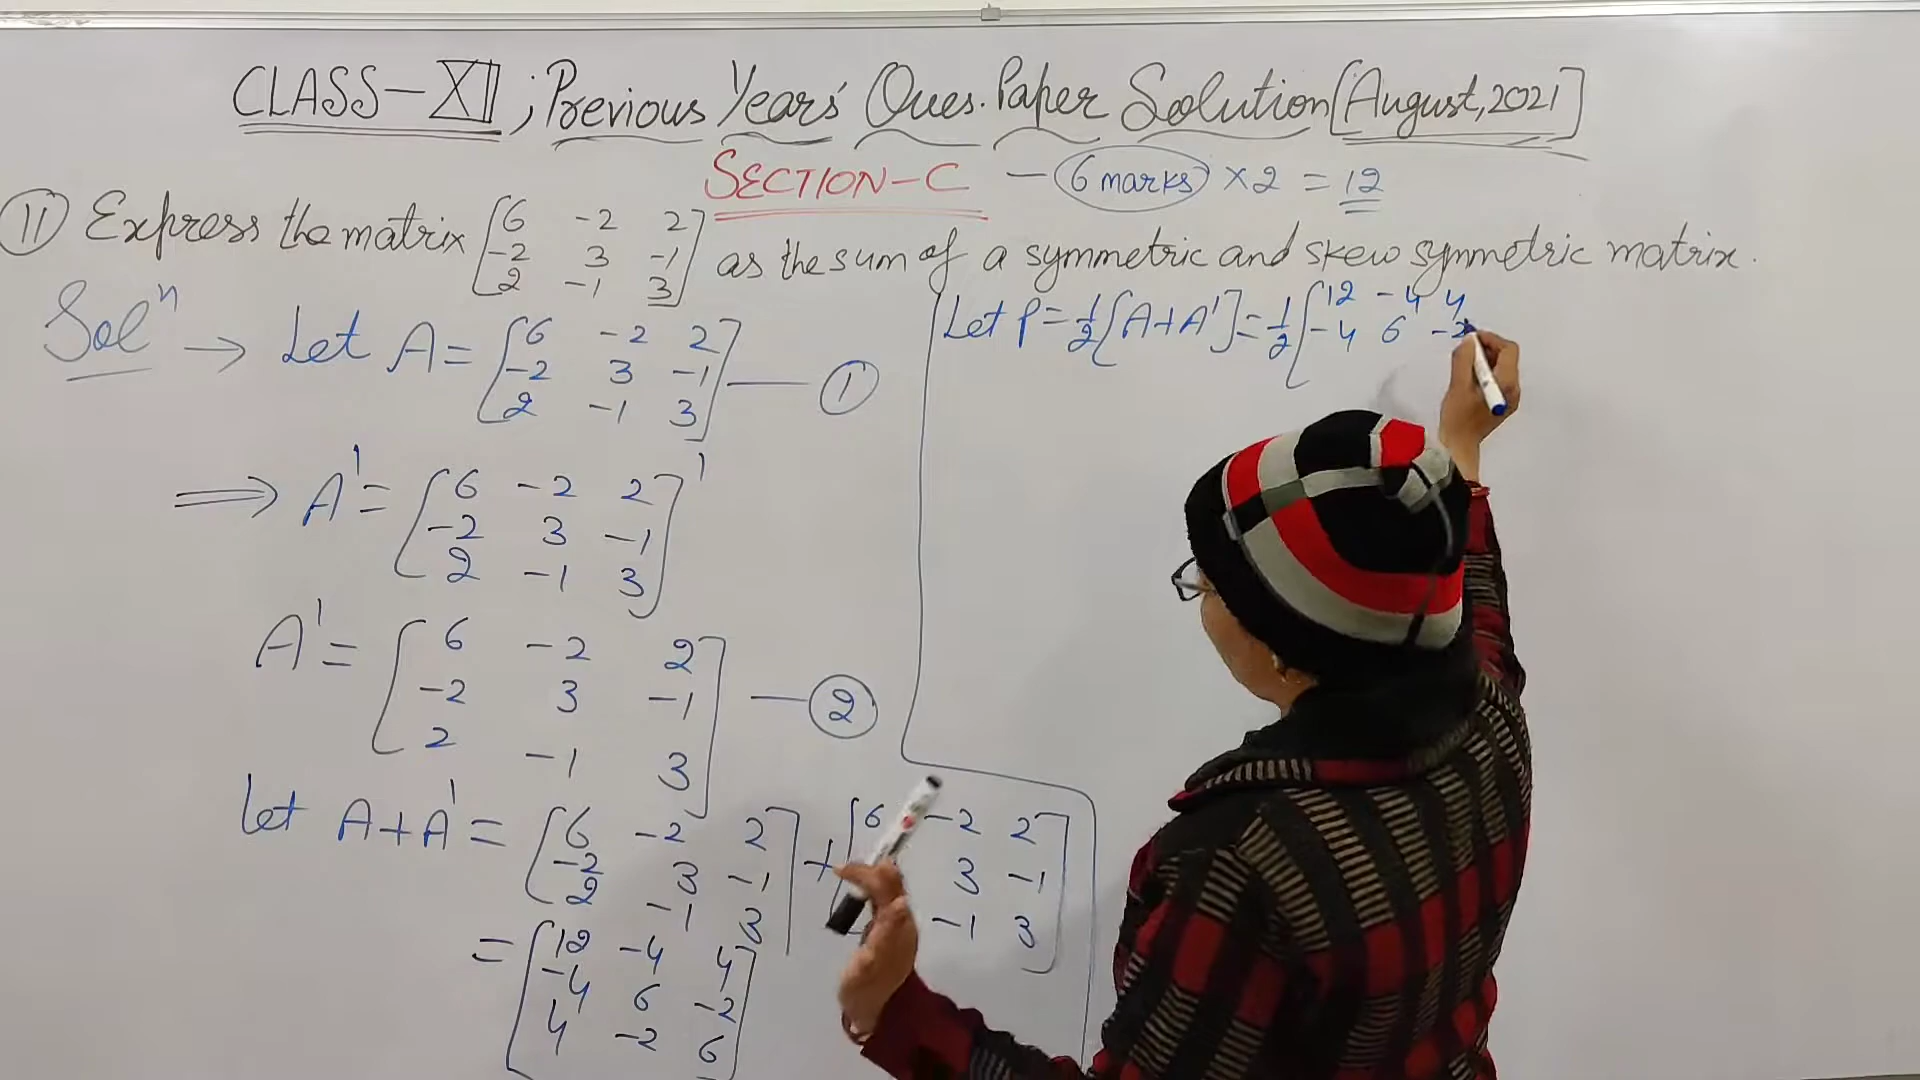 CLASS-XII; Previous Years' Ques. Paper Solution [August, 2021]
SECTION-C - 6 marks × 2 = 12
11 Express the matrix [6 -2 2
-2 3 -1
2 -1 3] as the sum of a symmetric and skew symmetric matrix.
Solⁿ → Let A = [6 -2 2
-2 3 -1
2 -1 3] — 1
⇒ A' = [6 -2 2
-2 3 -1
2 -1 3]'
A' = [6 -2 2
-2 3 -1
2 -1 3] — 2
Let A+A' = [6 -2 2
-2 3 -1
2 -1 3] + [6 -2 2
3 -1
-1 3]
= [12 -4 4
-4 6 -2
4 -2 6]
Let P = 1/2 [A+A'] = 1/2 [12 -4 4
-4 6 -2